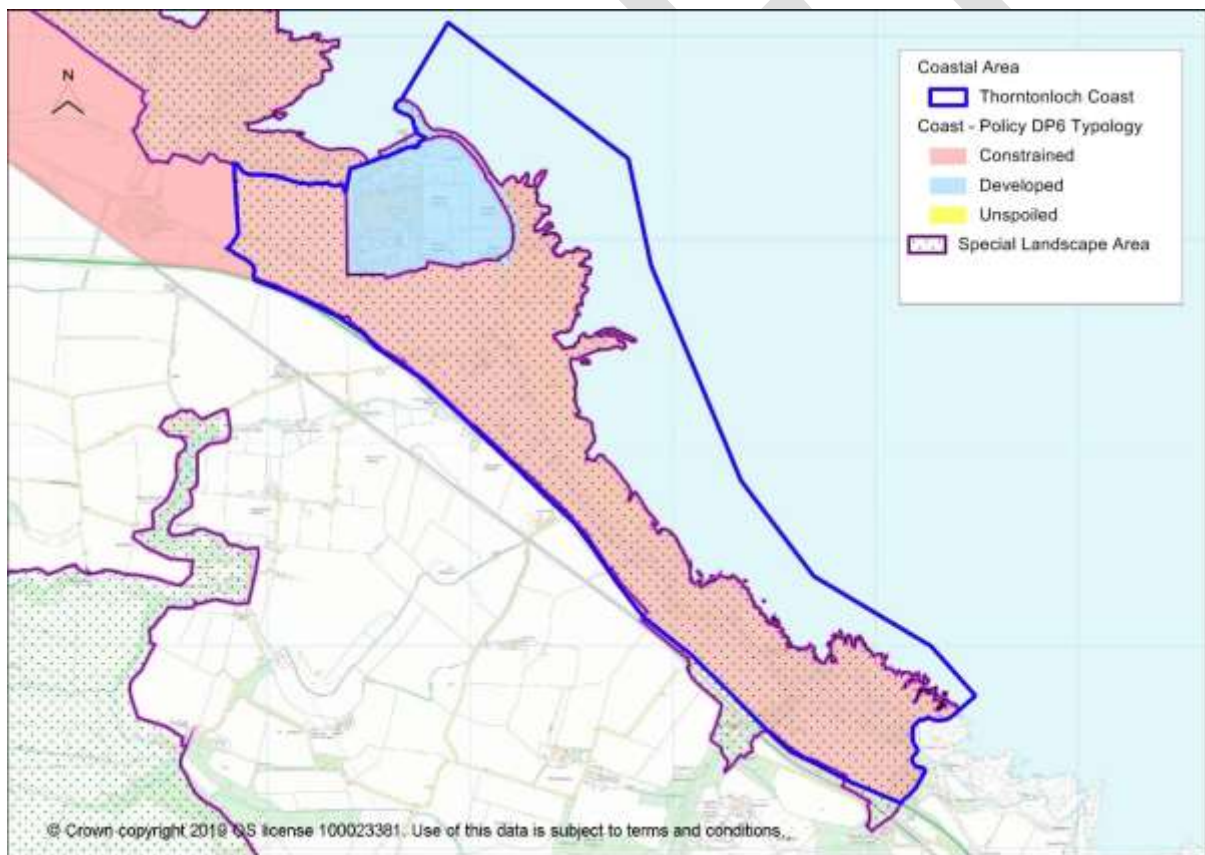 N
Coastal Area
Thorntonloch Coast
Coast - Policy DP6 Typology
Constrained
Developed
Unspoiled
Special Landscape Area
© Crown copyright 2019 OS license 100023381. Use of this data is subject to terms and conditions.